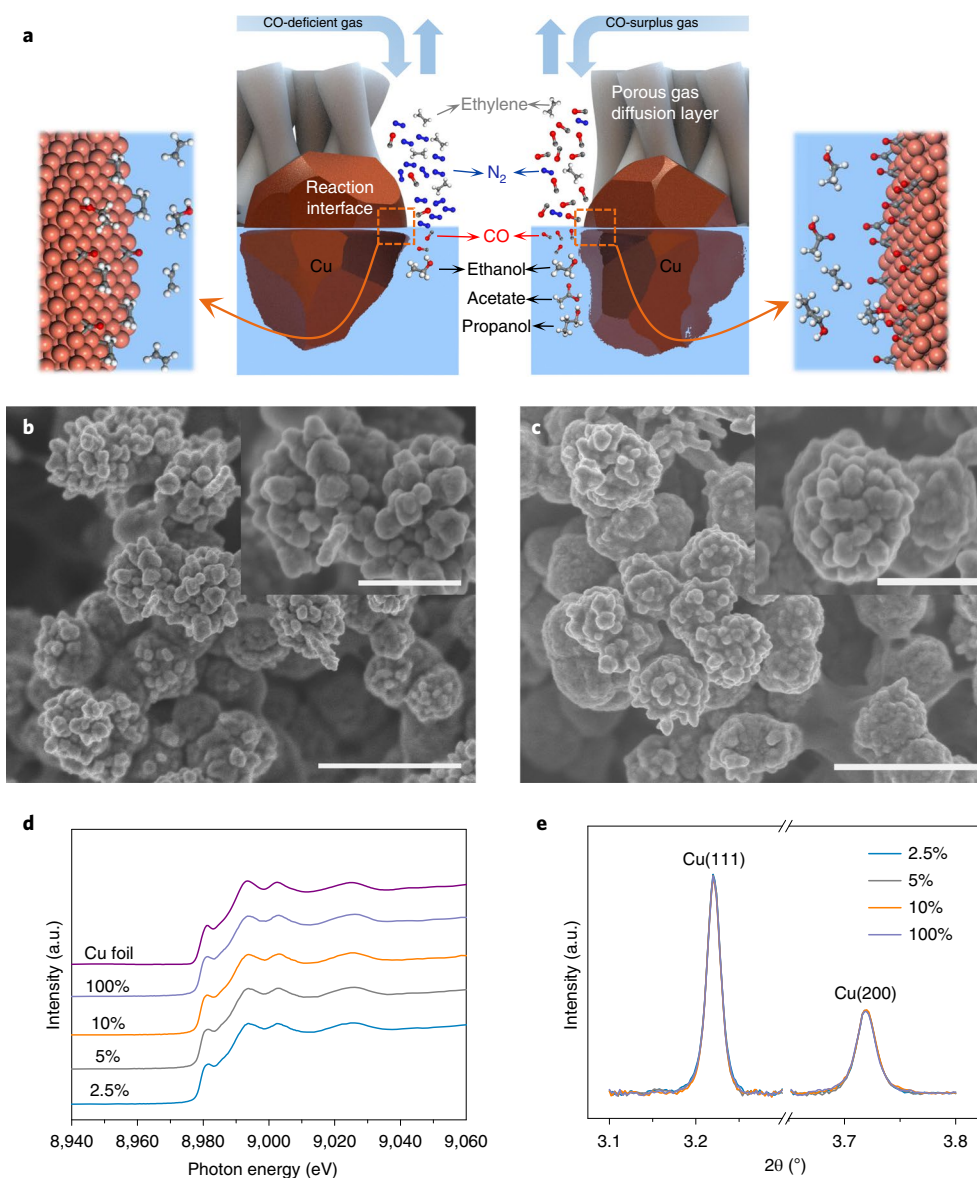 a
CO-deficient gas
CO-surplus gas
Ethylene
Porous gas
diffusion layer
N₂
Reaction
interface
CO
Cu
Ethanol
Cu
Acetate
Propanol
b
c
d
Intensity (a.u.)
Cu foil
100%
10%
5%
2.5%
8,940
8,960
8,980
9,000
9,020
9,040
9,060
Photon energy (eV)
e
Intensity (a.u.)
Cu(111)
Cu(200)
2.5%
5%
10%
100%
3.1
3.2
3.7
3.8
2θ (°)